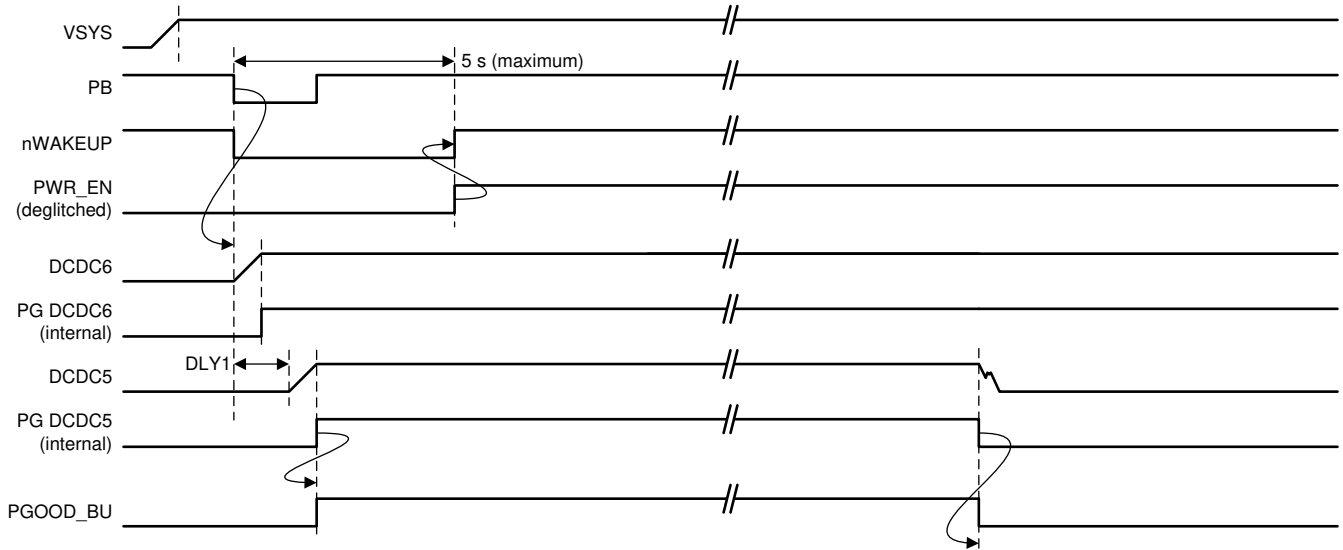 VSYS
5 s (maximum)
PB
nWAKEUP
PWR_EN
(deglitched)
DCDC6
PG DCDC6
(internal)
DLY1
DCDC5
PG DCDC5
(internal)
PGOOD_BU